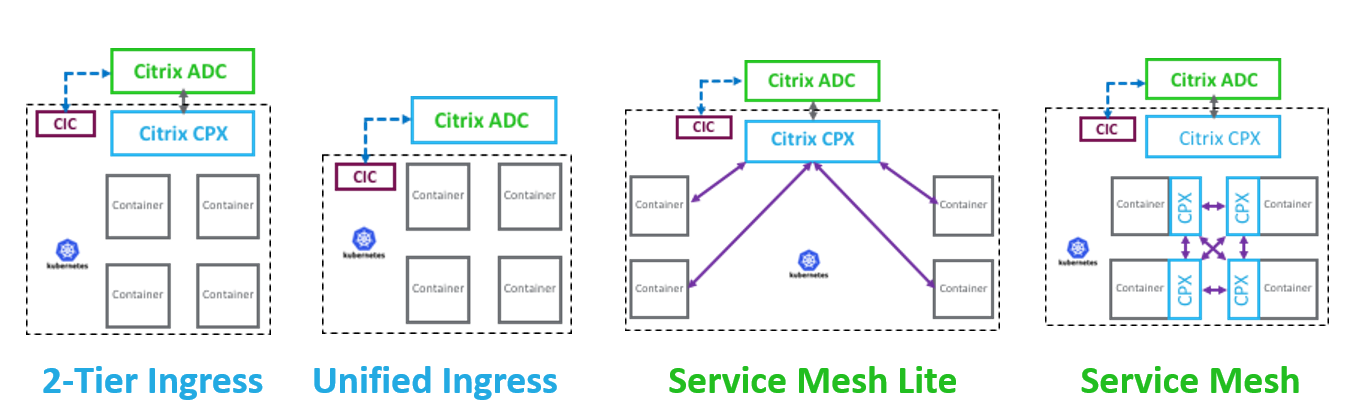 Citrix ADC
CIC
Citrix CPX
Container
Container
kubernetes
Container
Container
2-Tier Ingress
Citrix ADC
CIC
Container
Container
kubernetes
Container
Container
Unified Ingress
Citrix ADC
CIC
Citrix CPX
Container
Container
kubernetes
Container
Container
Service Mesh Lite
Citrix ADC
CIC
Citrix CPX
Container
CPX
CPX
Container
kubernetes
Container
CPX
CPX
Container
Service Mesh